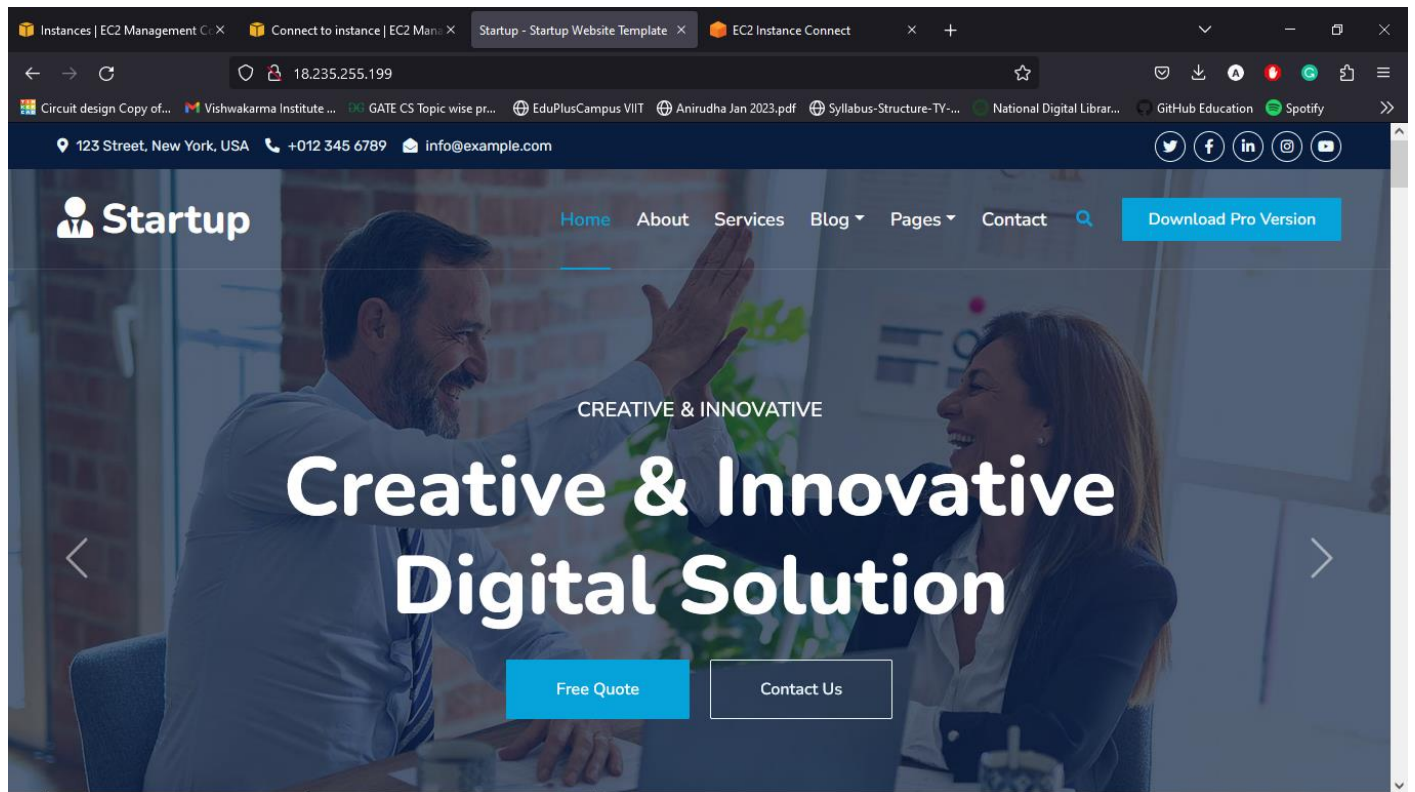 Instances | EC2 Management Co
Connect to instance | EC2 Mana
Startup - Startup Website Template
EC2 Instance Connect
18.235.255.199
Circuit design Copy of...
Vishwakarma Institute ...
GATE CS Topic wise pr...
EduPlusCampus VIIT
Anirudha Jan 2023.pdf
Syllabus-Structure-TY-...
National Digital Librar...
GitHub Education
Spotify
123 Street, New York, USA
+012 345 6789
info@example.com
Startup
Home
About
Services
Blog
Pages
Contact
Download Pro Version
CREATIVE & INNOVATIVE
Creative & Innovative
Digital Solution
Free Quote
Contact Us